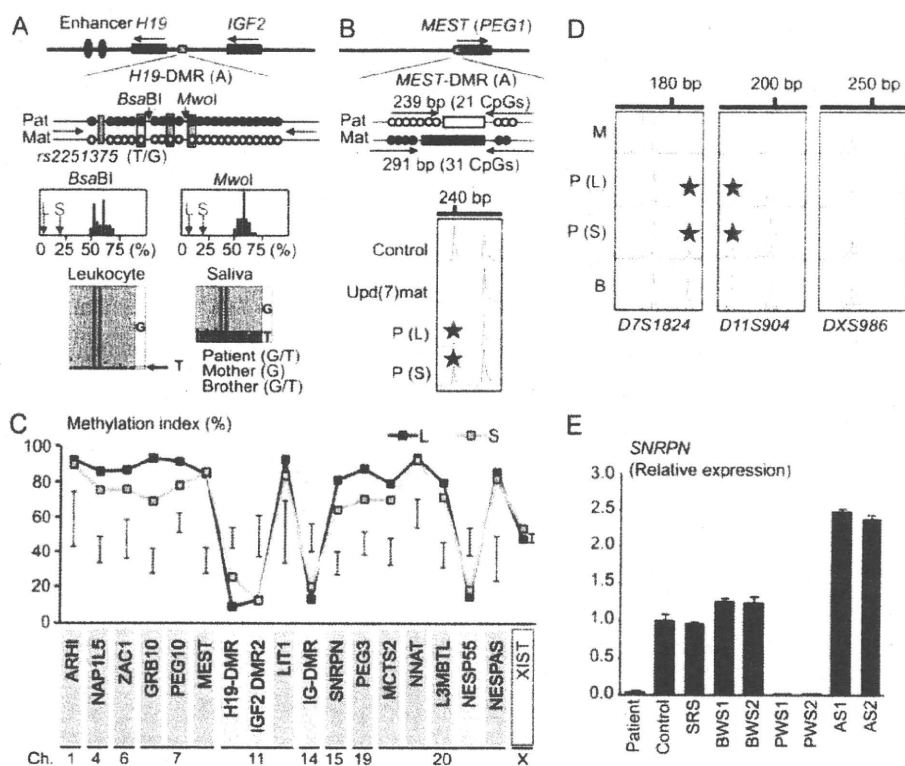 A
Enhancer H19 IGF2
H19-DMR (A)
BsaBI MwoI
Pat
Mat
rs2251375 (T/G)
BsaBI MwoI
L S L S
0 25 50 75 (%) 0 25 50 75 (%)
Leukocyte Saliva
G G
T T
Patient (G/T)
Mother (G)
Brother (G/T)
B
MEST (PEG1)
MEST-DMR (A)
239 bp (21 CpGs)
Pat
Mat
291 bp (31 CpGs)
240 bp
Control
Upd(7)mat
P (L)
P (S)
D
180 bp 200 bp 250 bp
M
P (L)
P (S)
B
D7S1824 D11S904 DXS986
C Methylation index (%)
L S
100
80
60
40
20
0
ARHI
NAP1L5
ZAC1
GRB10
PEG10
MEST
H19-DMR
IGF2 DMR2
LIT1
IG-DMR
SNRPN
PEG3
MCTS2
NNAT
L3MBTL
NESP55
NESPAS
XIST
Ch. 1 4 6 7 11 14 15 19 20 X
E
SNRPN
(Relative expression)
3.0
2.5
2.0
1.5
1.0
0.5
0.0
Patient
Control
SRS
BWS1
BWS2
PWS1
PWS2
AS1
AS2